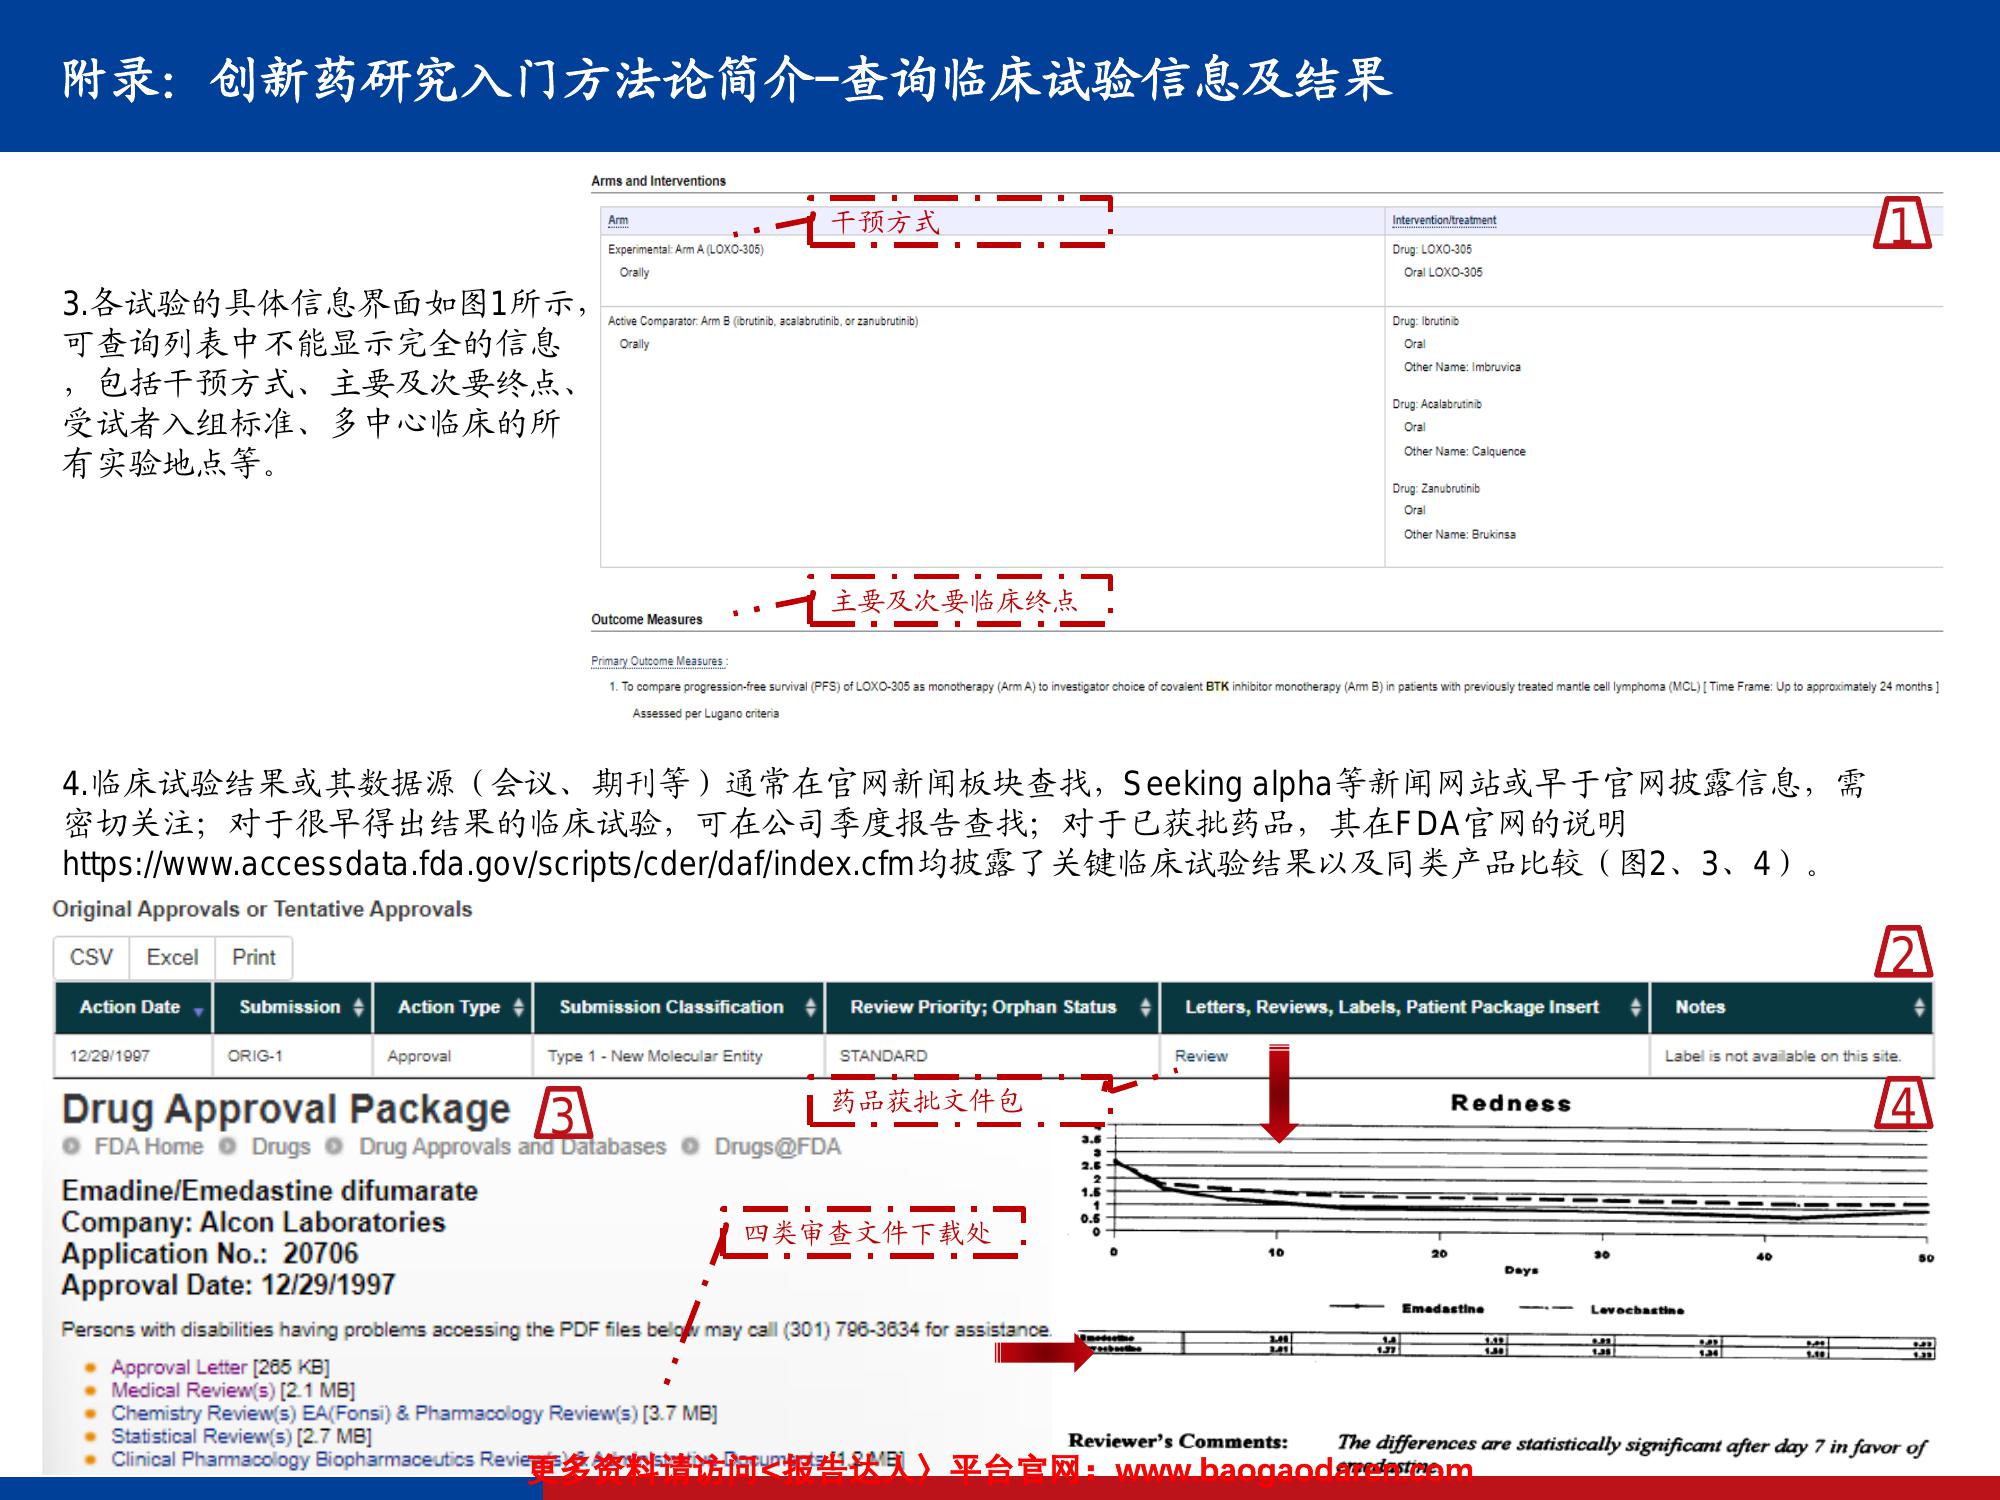 附录：创新药研究入门方法论简介–查询临床试验信息及结果
Arms and Interventions
Arm
干预方式
Intervention/treatment
1
Experimental: Arm A (LOXO-305)
Orally
Drug: LOXO-305
Oral LOXO-305
Active Comparator: Arm B (ibrutinib, acalabrutinib, or zanubrutinib)
Orally
Drug: Ibrutinib
Oral
Other Name: Imbruvica
Drug: Acalabrutinib
Oral
Other Name: Calquence
Drug: Zanubrutinib
Oral
Other Name: Brukinsa
3.各试验的具体信息界面如图1所示，
可查询列表中不能显示完全的信息
，包括干预方式、主要及次要终点、
受试者入组标准、多中心临床的所
有实验地点等。
主要及次要临床终点
Outcome Measures
Primary Outcome Measures :
1. To compare progression-free survival (PFS) of LOXO-305 as monotherapy (Arm A) to investigator choice of covalent BTK inhibitor monotherapy (Arm B) in patients with previously treated mantle cell lymphoma (MCL) [ Time Frame: Up to approximately 24 months ]
Assessed per Lugano criteria
4.临床试验结果或其数据源（会议、期刊等）通常在官网新闻板块查找，Seeking alpha等新闻网站或早于官网披露信息，需
密切关注；对于很早得出结果的临床试验，可在公司季度报告查找；对于已获批药品，其在FDA官网的说明
https://www.accessdata.fda.gov/scripts/cder/daf/index.cfm均披露了关键临床试验结果以及同类产品比较（图2、3、4）。
Original Approvals or Tentative Approvals
CSV Excel Print
2
Action Date Submission Action Type Submission Classification Review Priority; Orphan Status Letters, Reviews, Labels, Patient Package Insert Notes
12/29/1997 ORIG-1 Approval Type 1 - New Molecular Entity STANDARD Review Label is not available on this site.
药品获批文件包
Drug Approval Package
3
FDA Home Drugs Drug Approvals and Databases Drugs@FDA
Emadine/Emedastine difumarate
Company: Alcon Laboratories
Application No.: 20706
Approval Date: 12/29/1997
四类审查文件下载处
Persons with disabilities having problems accessing the PDF files below may call (301) 796-3634 for assistance.
Approval Letter [265 KB]
Medical Review(s) [2.1 MB]
Chemistry Review(s) EA(Fonsi) & Pharmacology Review(s) [3.7 MB]
Statistical Review(s) [2.7 MB]
Clinical Pharmacology Biopharmaceutics Review(s) & Administrative Documents [1.2 MB]
4
Redness
4
3.5
3
2.5
2
1.5
1
0.5
0
0 10 20 30 40 50
Days
Emedastine Levocbastine
Reviewer's Comments: The differences are statistically significant after day 7 in favor of
emedastine.
更多资料请访问<报告达人〉平台官网：www.baogaodaren.com